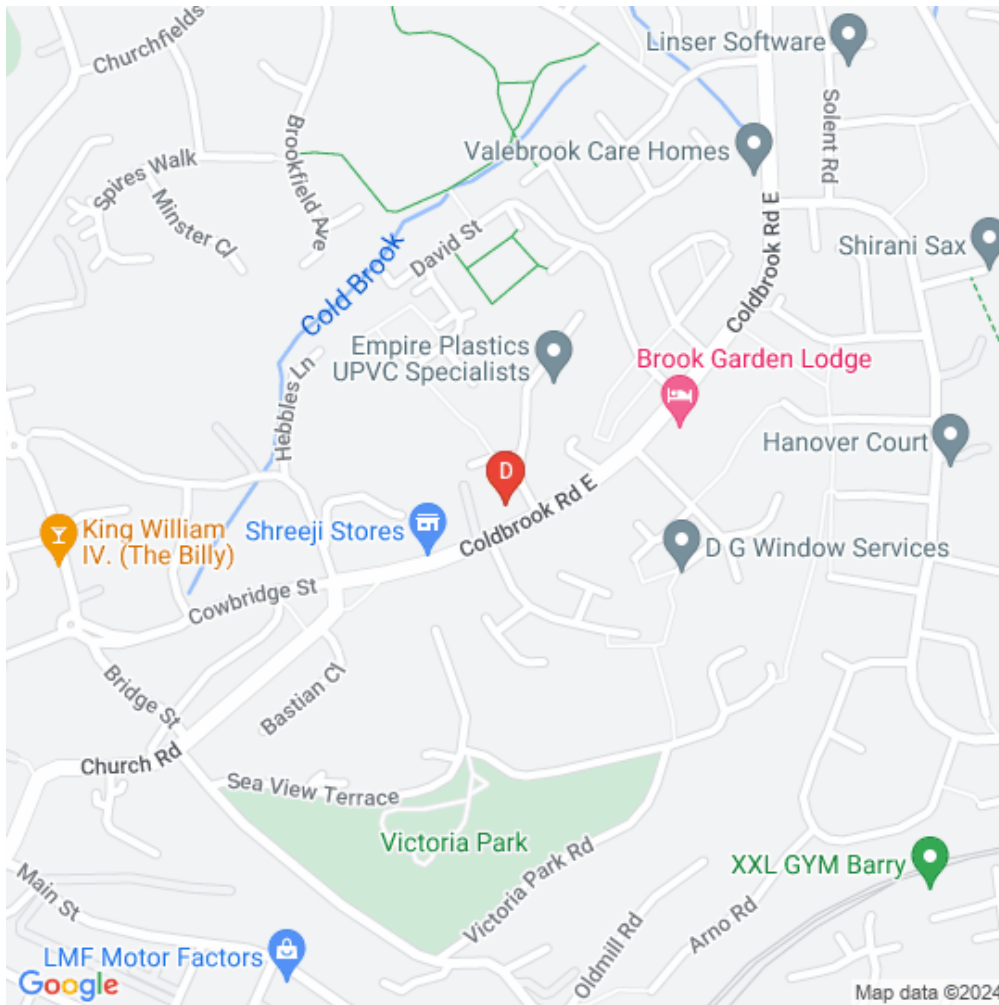 Churchfields
Linser Software
Solent Rd
Brookfield Ave
Valebrook Care Homes
Spires Walk
Minster Cl
David St
Shirani Sax
Cold Brook
Coldbrook Rd E
Empire Plastics
UPVC Specialists
Brook Garden Lodge
Hebbles Ln
Hanover Court
D
King William
IV. (The Billy)
Shreeji Stores
Coldbrook Rd E
D G Window Services
Cowbridge St
Bridge St
Bastian Cl
Church Rd
Sea View Terrace
Victoria Park
Victoria Park Rd
XXL GYM Barry
Main St
Arno Rd
Oldmill Rd
LMF Motor Factors
Google
Map data ©2024